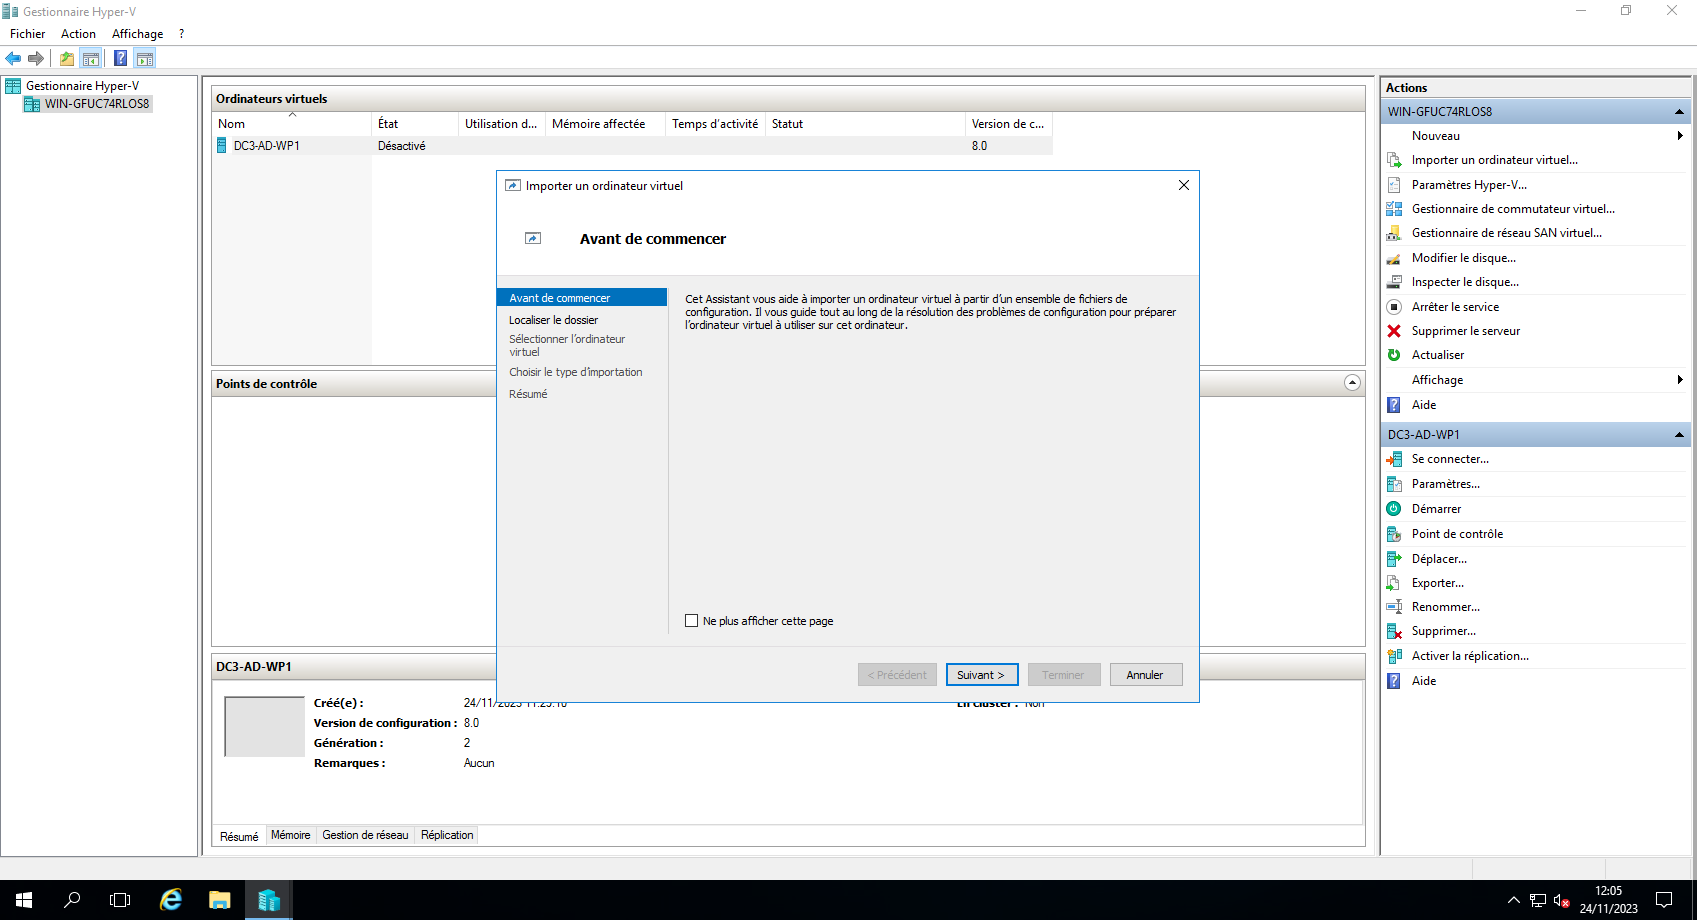 Gestionnaire Hyper-V
Fichier Action Affichage ?
Gestionnaire Hyper-V
WIN-GFUC74RLOS8
Ordinateurs virtuels
Nom État Utilisation d... Mémoire affectée Temps d'activité Statut Version de c...
DC3-AD-WP1 Désactivé 8.0
Importer un ordinateur virtuel
Avant de commencer
Avant de commencer
Localiser le dossier
Sélectionner l'ordinateur
virtuel
Choisir le type d'importation
Résumé
Cet Assistant vous aide à importer un ordinateur virtuel à partir d'un ensemble de fichiers de
configuration. Il vous guide tout au long de la résolution des problèmes de configuration pour préparer
l'ordinateur virtuel à utiliser sur cet ordinateur.
Ne plus afficher cette page
< Précédent Suivant > Terminer Annuler
Points de contrôle
DC3-AD-WP1
Créé(e) :
Version de configuration : 8.0
Génération : 2
Remarques : Aucun
En cluster : Non
Résumé Mémoire Gestion de réseau Réplication
Actions
WIN-GFUC74RLOS8
Nouveau
Importer un ordinateur virtuel...
Paramètres Hyper-V...
Gestionnaire de commutateur virtuel...
Gestionnaire de réseau SAN virtuel...
Modifier le disque...
Inspecter le disque...
Arrêter le service
Supprimer le serveur
Actualiser
Affichage
Aide
DC3-AD-WP1
Se connecter...
Paramètres...
Démarrer
Point de contrôle
Déplacer...
Exporter...
Renommer...
Supprimer...
Activer la réplication...
Aide
12:05
24/11/2023